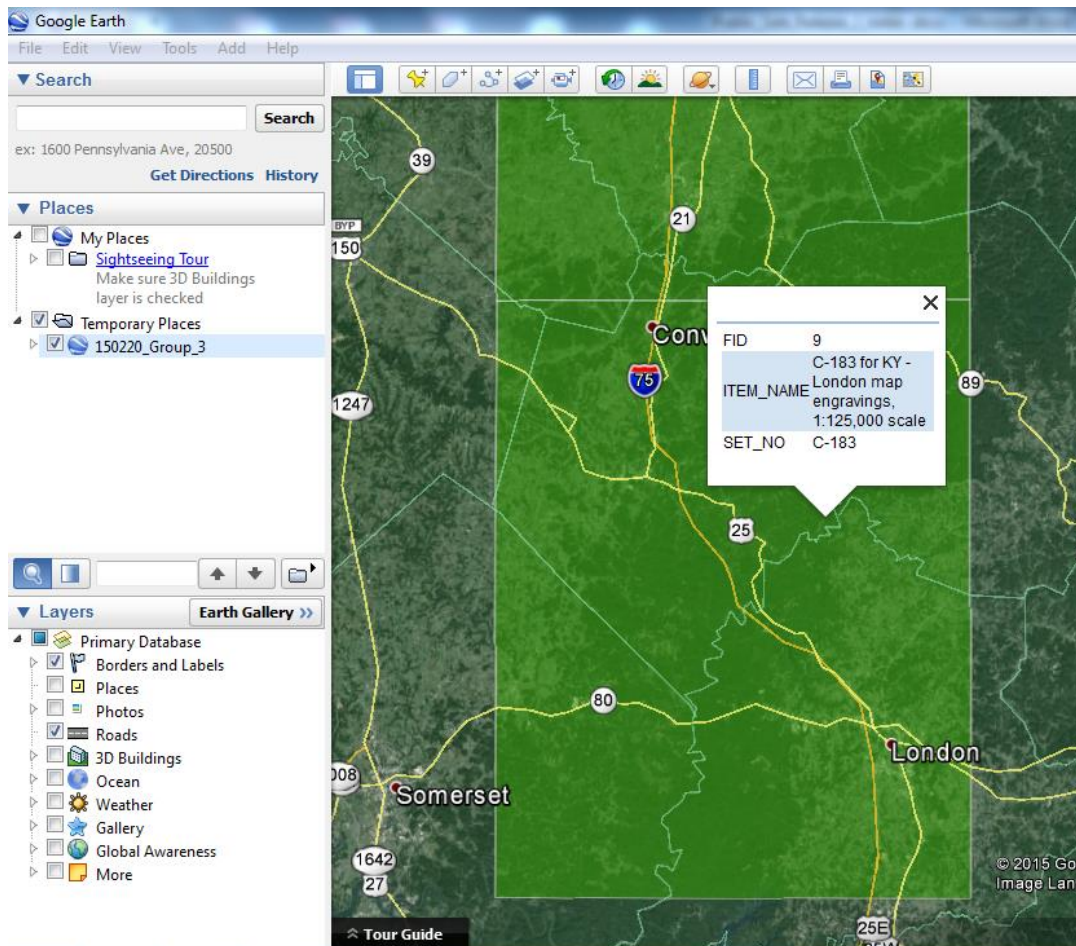 Google Earth
File Edit View Tools Add Help
Search
Search
ex: 1600 Pennsylvania Ave, 20500
Get Directions History
Places
My Places
Sightseeing Tour
Make sure 3D Buildings
layer is checked
Temporary Places
150220_Group_3
Layers
Earth Gallery »
Primary Database
Borders and Labels
Places
Photos
Roads
3D Buildings
Ocean
Weather
Gallery
Global Awareness
More
39
BYP
150
21
Conw
75
1247
89
FID 9
ITEM_NAME C-183 for KY -
London map
engravings,
1:125,000 scale
SET_NO C-183
25
80
London
008
Somerset
1642
27
© 2015 Go
Image Lan
25E
Tour Guide